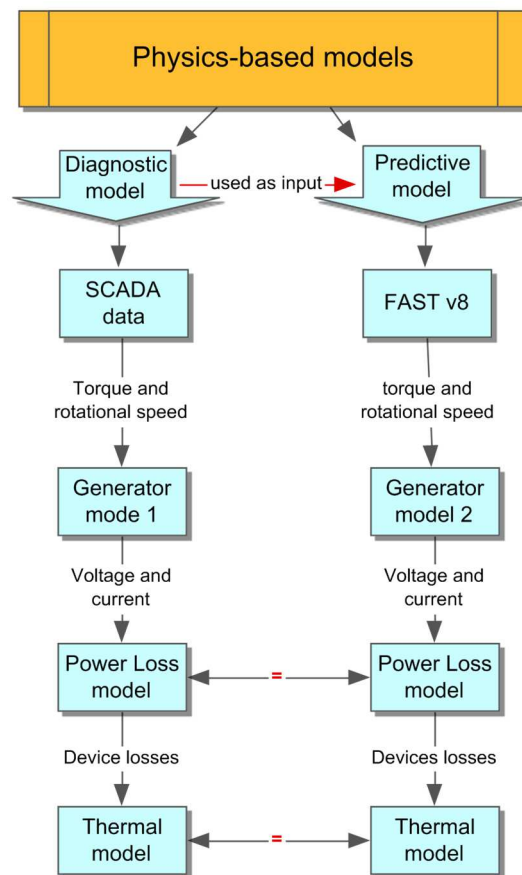 Physics-based models
Diagnostic
model
used as input
Predictive
model
SCADA
data
FAST v8
Torque and
rotational speed
torque and
rotational speed
Generator
mode 1
Generator
model 2
Voltage and
current
Voltage and
current
Power Loss
model
=
Power Loss
model
Device losses
Devices losses
Thermal
model
=
Thermal
model